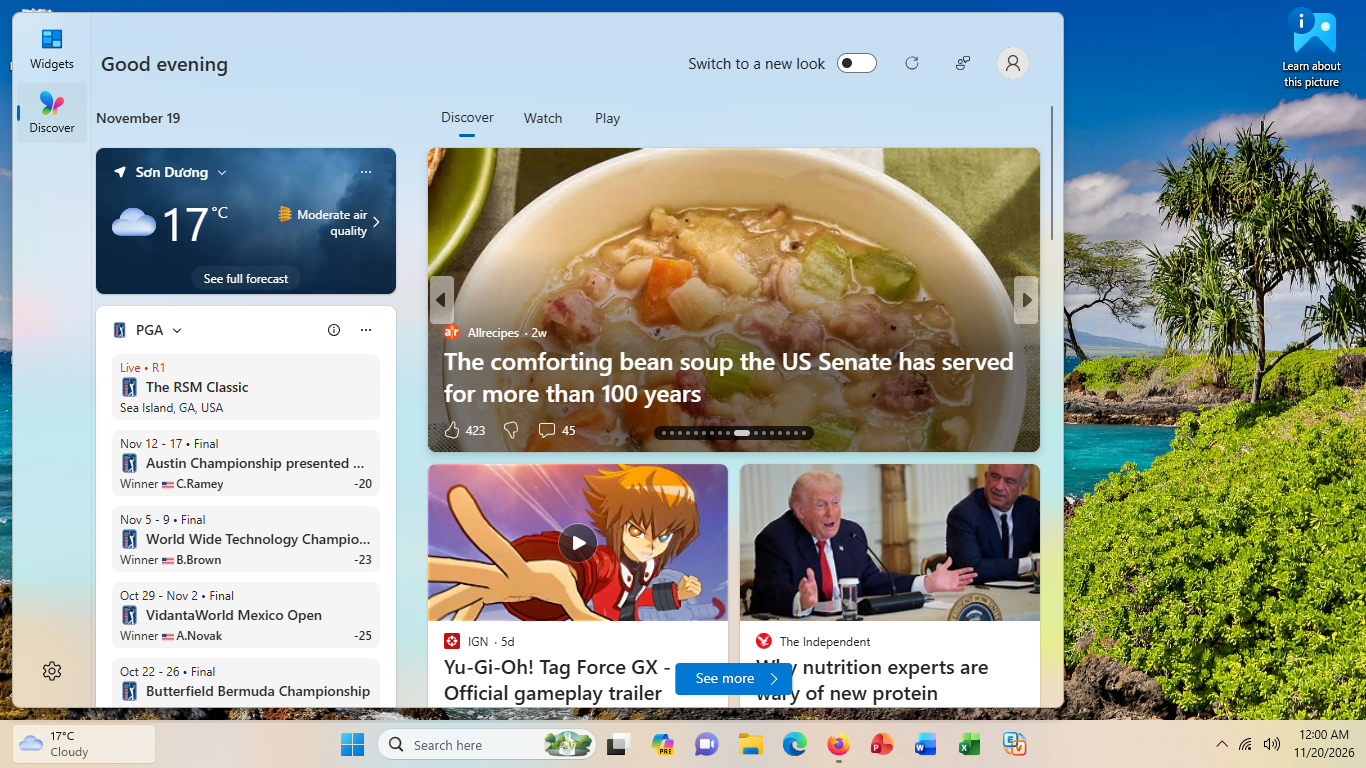 Widgets
Discover
Good evening
Switch to a new look
November 19
Discover
Watch
Play
Sơn Dương
17 °C
Moderate air
quality
See full forecast
PGA
Live • R1
The RSM Classic
Sea Island, GA, USA
Nov 12 - 17 • Final
Austin Championship presented ...
Winner C.Ramey -20
Nov 5 - 9 • Final
World Wide Technology Champio...
Winner B.Brown -23
Oct 29 - Nov 2 • Final
VidantaWorld Mexico Open
Winner A.Novak -25
Oct 22 - 26 • Final
Butterfield Bermuda Championship
ar Allrecipes · 2w
The comforting bean soup the US Senate has served
for more than 100 years
423
45
IGN · 5d
Yu-Gi-Oh! Tag Force GX -
Official gameplay trailer
The Independent
Why nutrition experts are
wary of new protein
See more
Learn about
this picture
17°C
Cloudy
Search here
PRE
12:00 AM
11/20/2026